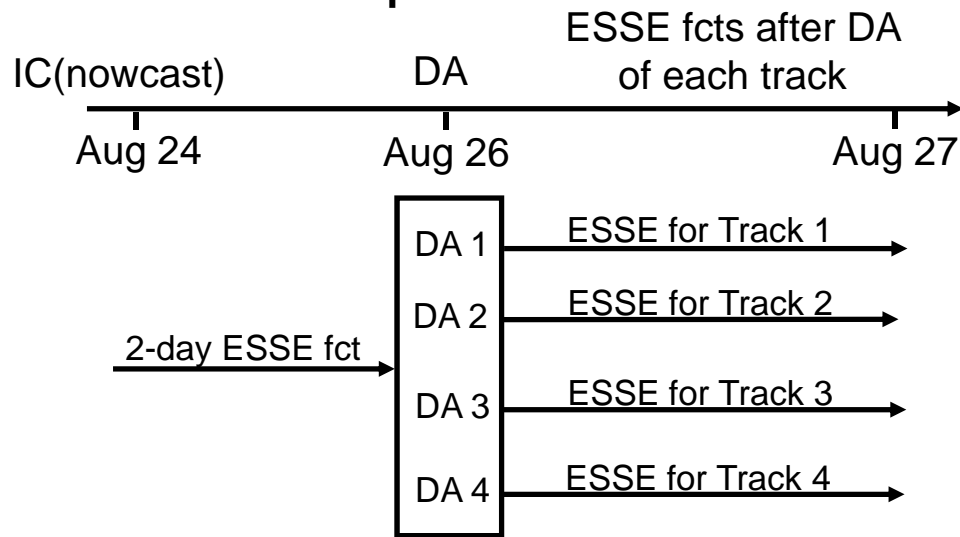 ESSE fcts after DA
of each track
IC(nowcast)
DA
Aug 24
Aug 26
Aug 27
DA 1
ESSE for Track 1
DA 2
ESSE for Track 2
2-day ESSE fct
DA 3
ESSE for Track 3
DA 4
ESSE for Track 4